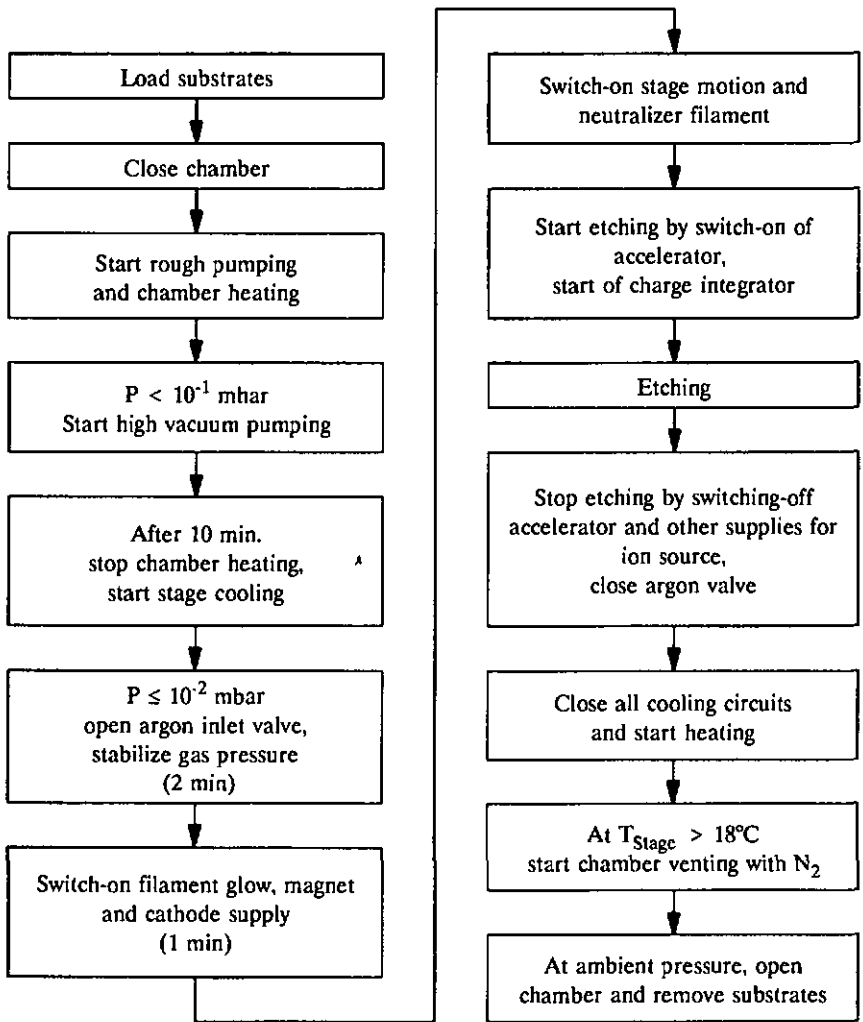 Load substrates
Close chamber
Start rough pumping
and chamber heating
P < 10⁻¹ mbar
Start high vacuum pumping
After 10 min.
stop chamber heating,
start stage cooling
P ≤ 10⁻² mbar
open argon inlet valve,
stabilize gas pressure
(2 min)
Switch-on filament glow, magnet
and cathode supply
(1 min)
Switch-on stage motion and
neutralizer filament
Start etching by switch-on of
accelerator,
start of charge integrator
Etching
Stop etching by switching-off
accelerator and other supplies for
ion source,
close argon valve
Close all cooling circuits
and start heating
At T_Stage > 18°C
start chamber venting with N₂
At ambient pressure, open
chamber and remove substrates